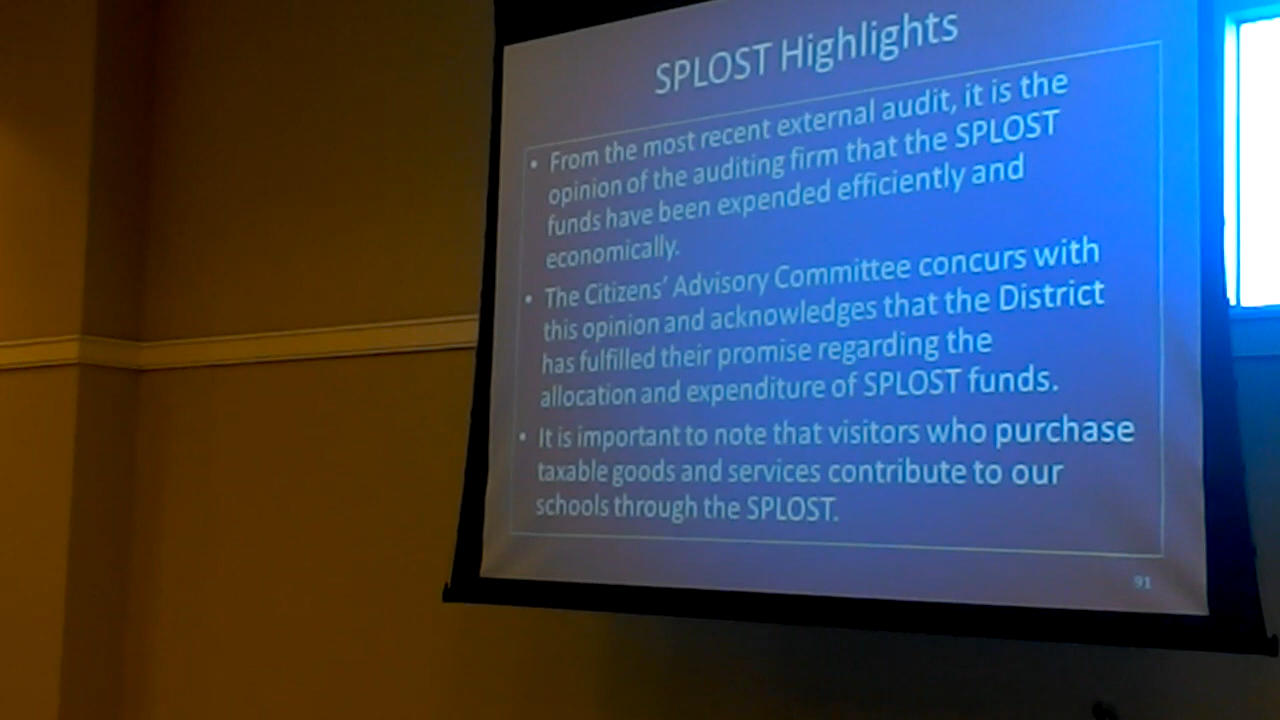 SPLOST Highlights
• From the most recent external audit, it is the
opinion of the auditing firm that the SPLOST
funds have been expended efficiently and
economically.
• The Citizens’ Advisory Committee concurs with
this opinion and acknowledges that the District
has fulfilled their promise regarding the
allocation and expenditure of SPLOST funds.
• It is important to note that visitors who purchase
taxable goods and services contribute to our
schools through the SPLOST.
91